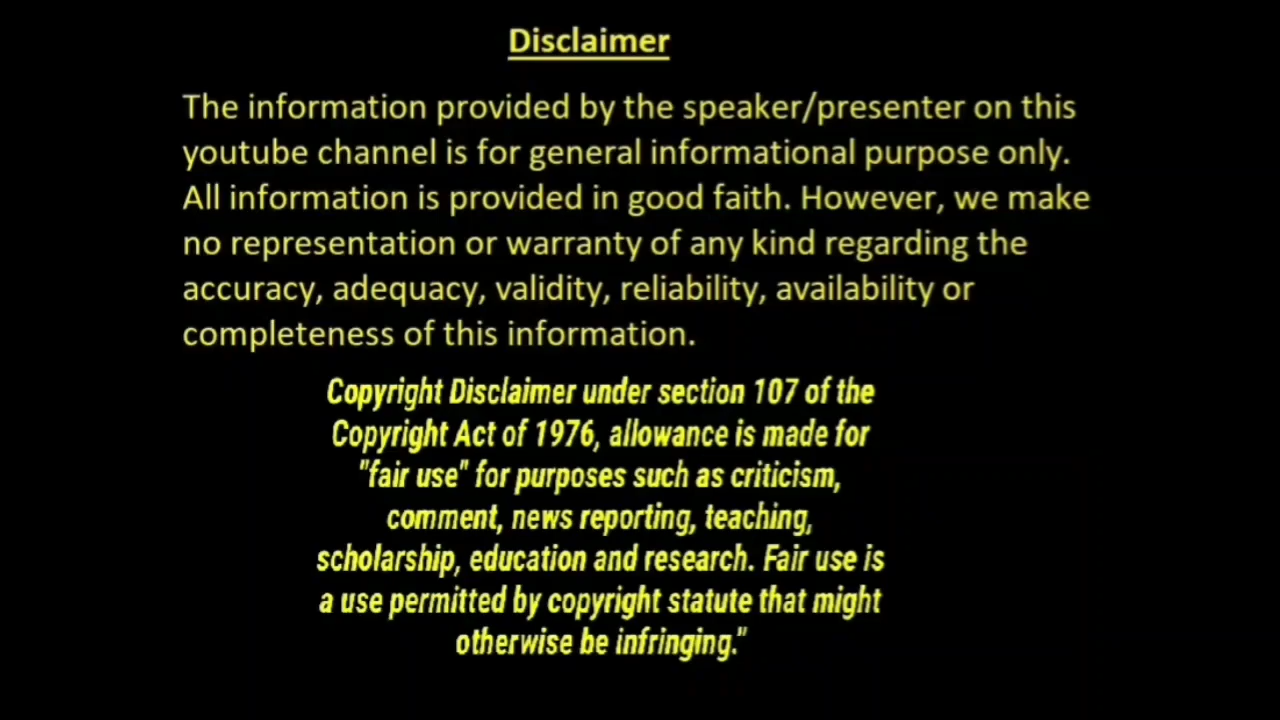 Disclaimer
The information provided by the speaker/presenter on this
youtube channel is for general informational purpose only.
All information is provided in good faith. However, we make
no representation or warranty of any kind regarding the
accuracy, adequacy, validity, reliability, availability or
completeness of this information.
Copyright Disclaimer under section 107 of the
Copyright Act of 1976, allowance is made for
"fair use" for purposes such as criticism,
comment, news reporting, teaching,
scholarship, education and research. Fair use is
a use permitted by copyright statute that might
otherwise be infringing."